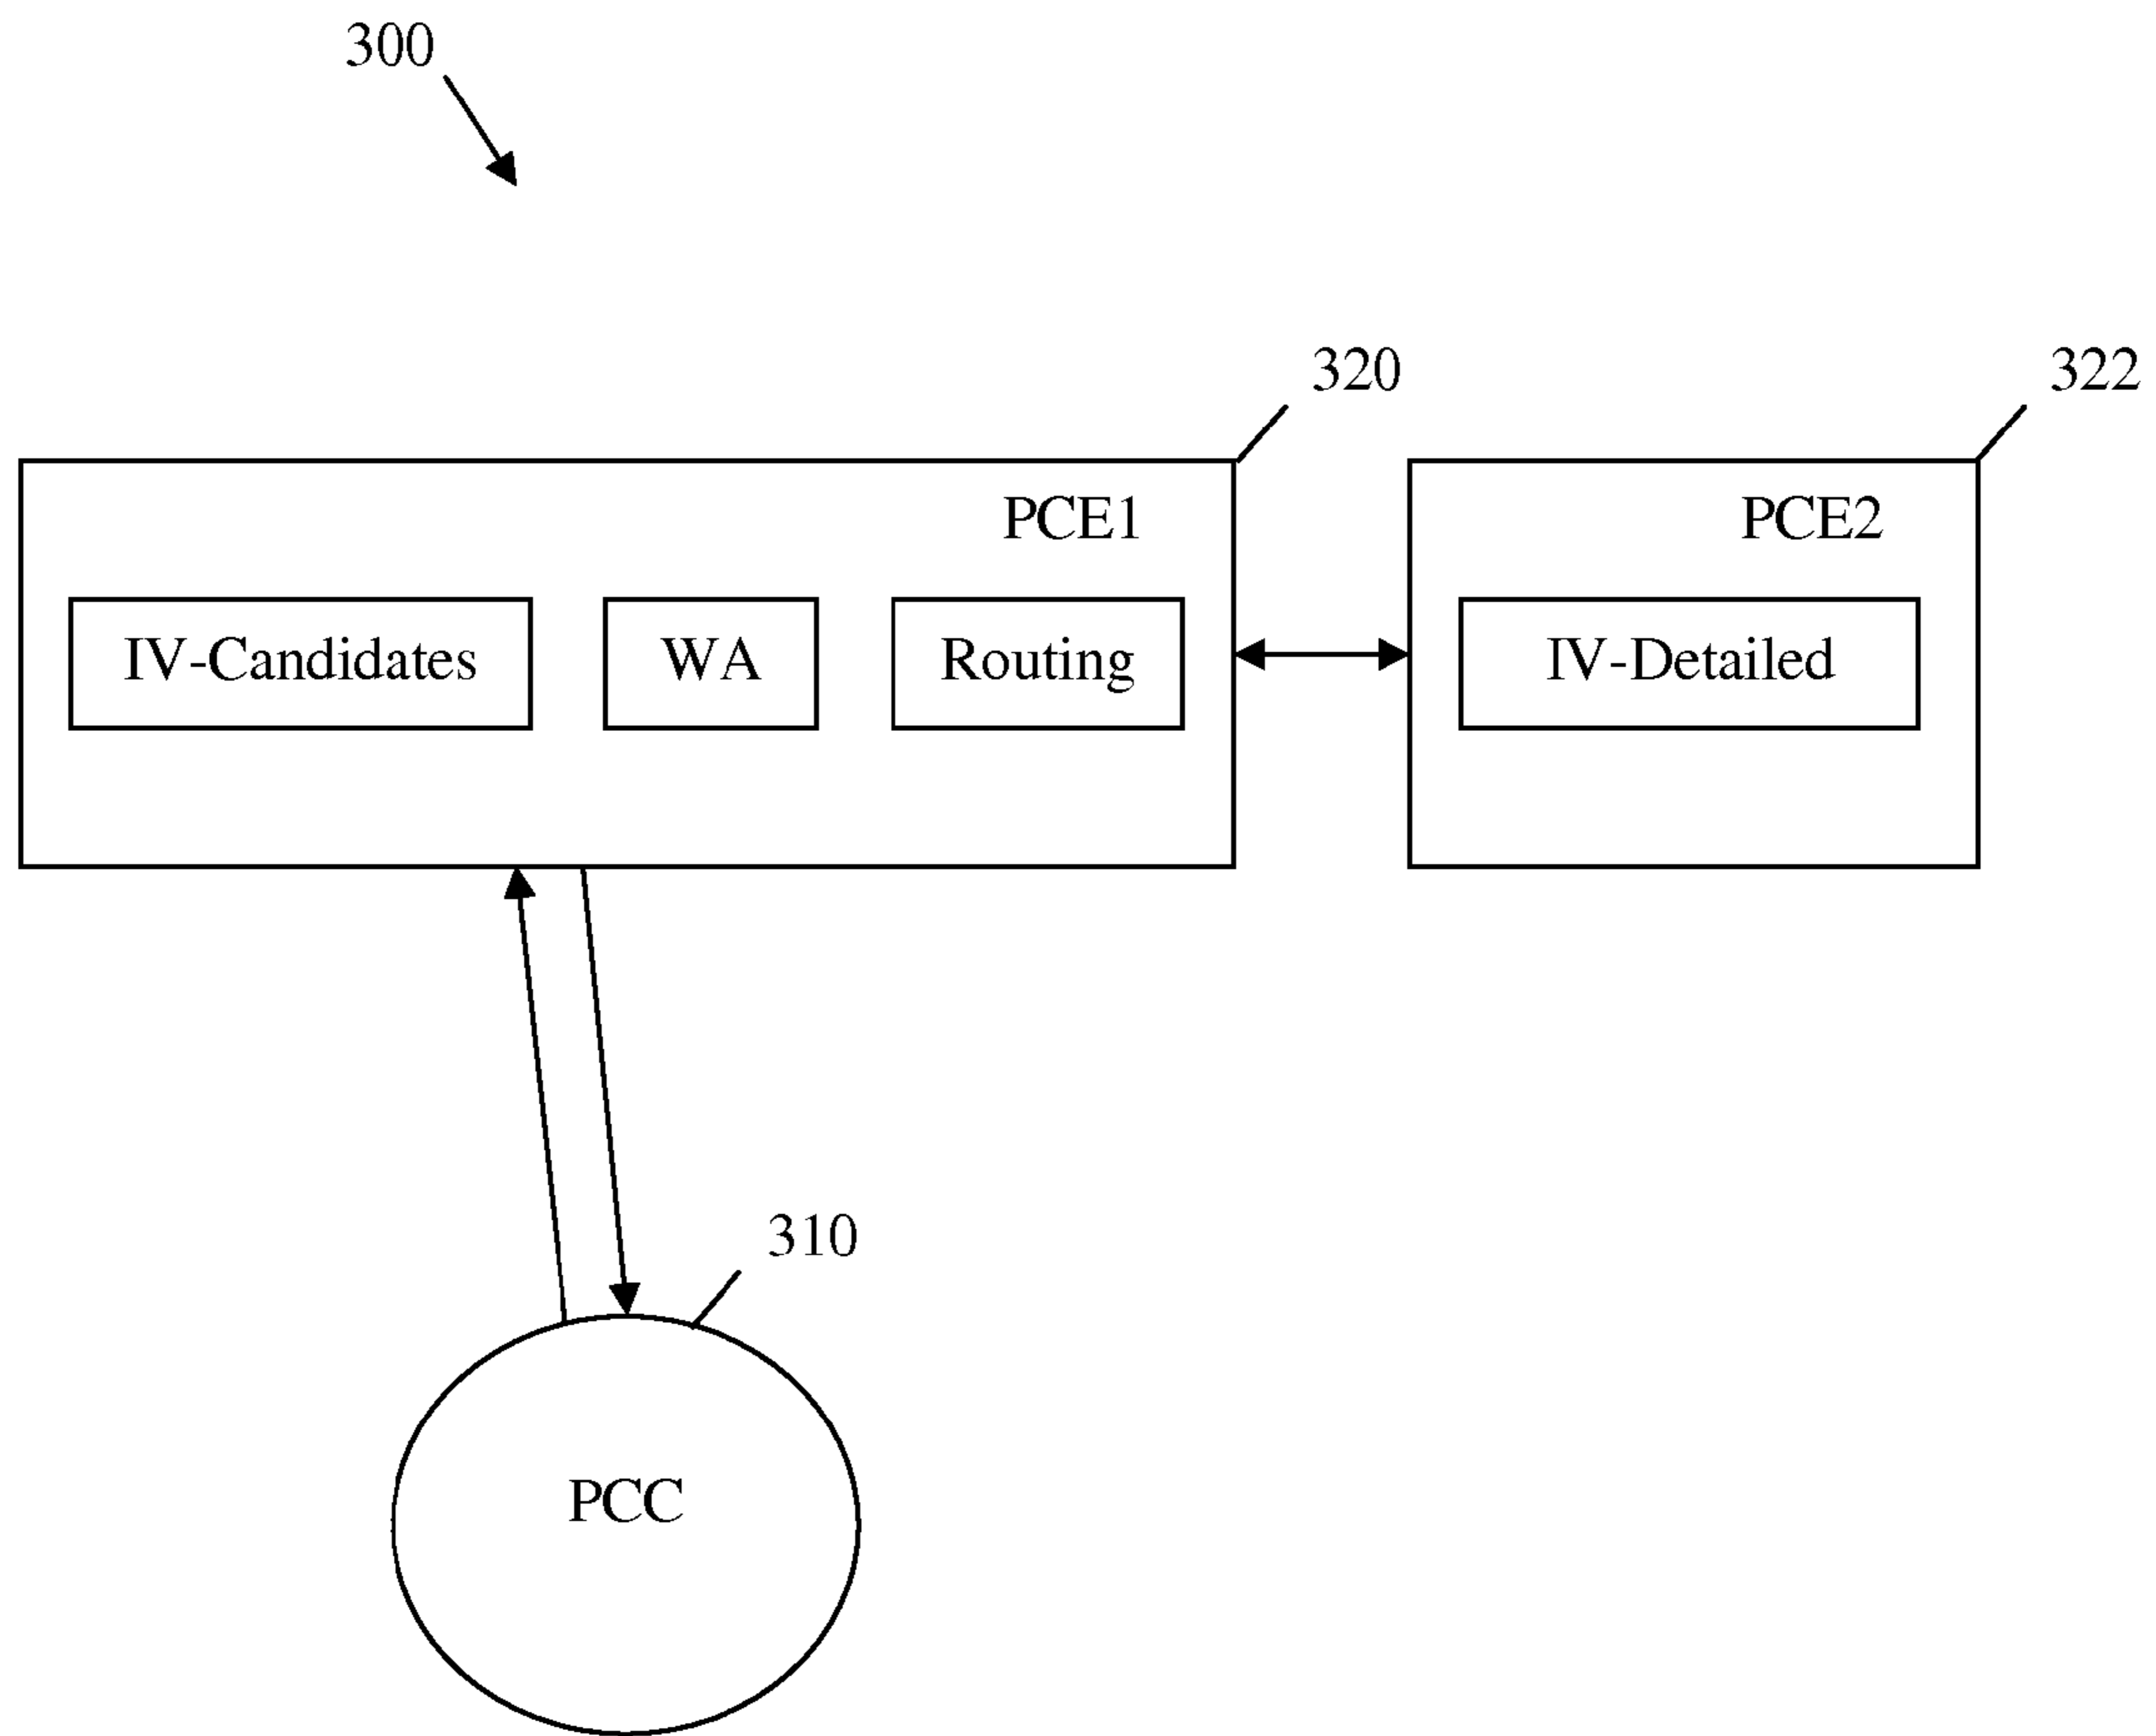 300
320
322
PCE1
PCE2
IV-Candidates
WA
Routing
IV-Detailed
310
PCC